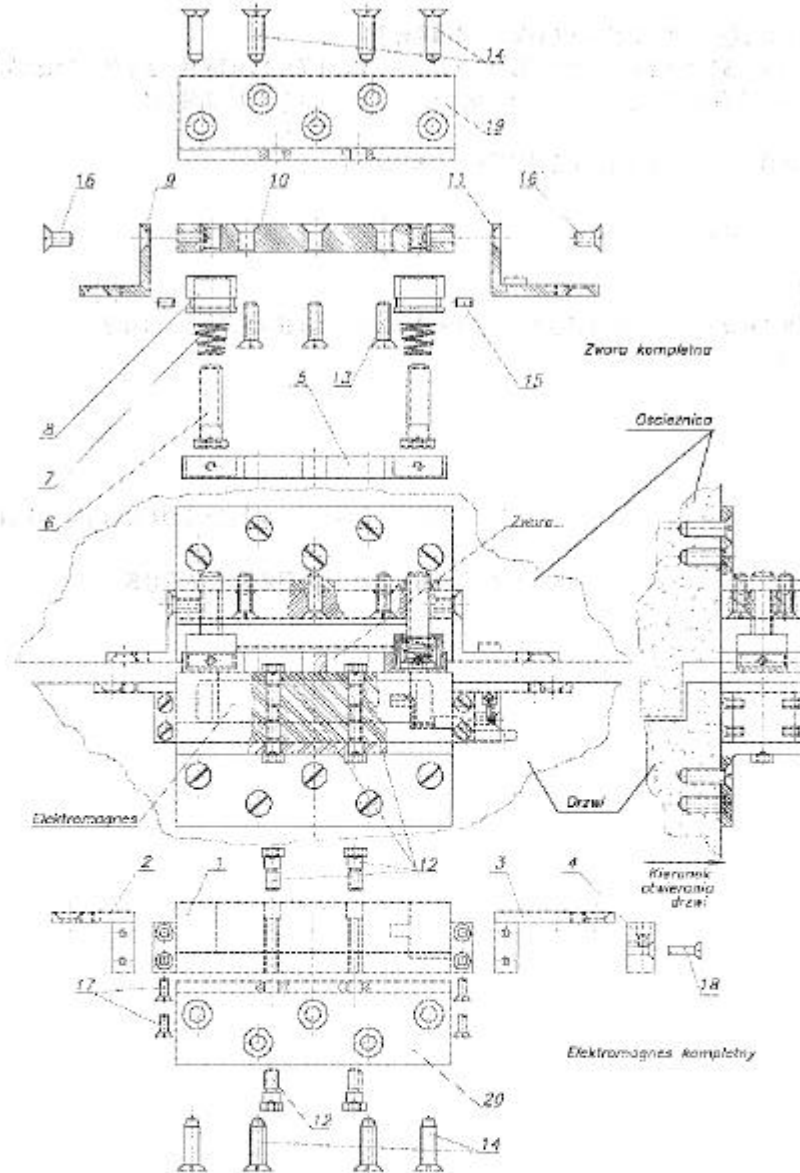 14
19
16
9
10
11
16
Zwora kompletna
8
7
6
5
13
15
Ościeżnica
Zwora
Elektromagnes
Drzwi
Kierunek
otwierania
drzwi
12
2
1
3
4
17
18
Elektromagnes kompletny
20
12
14